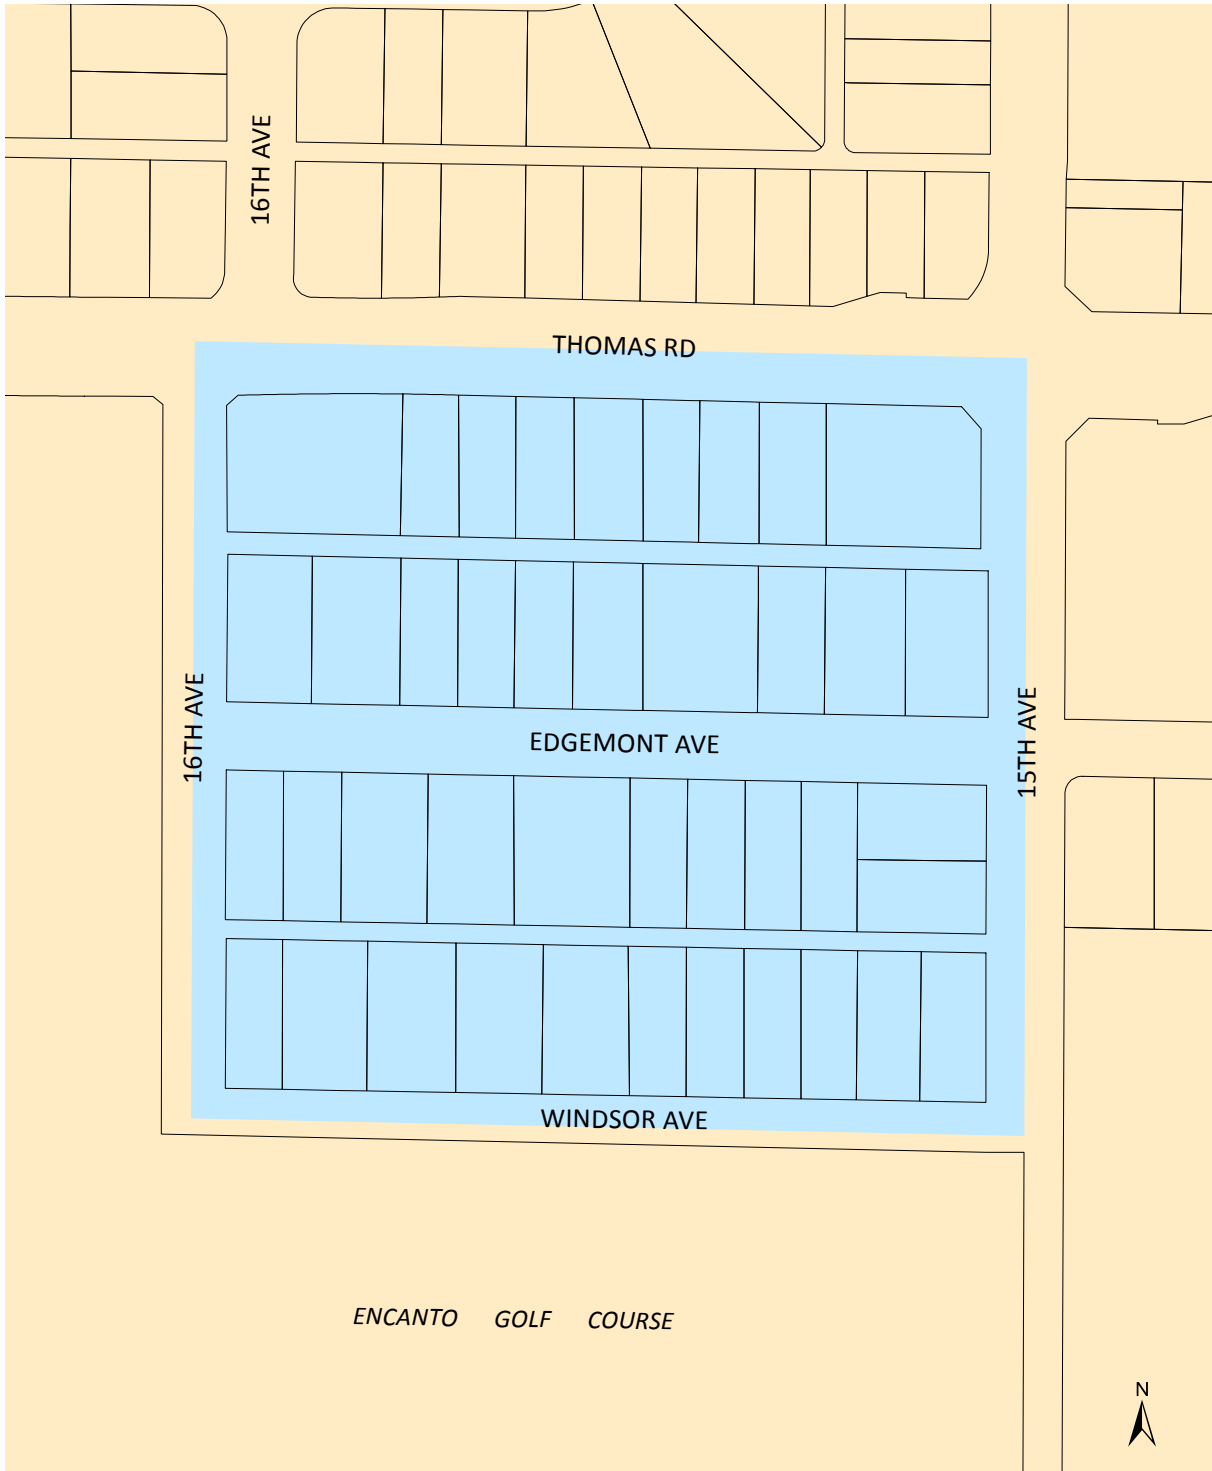 16TH AVE
THOMAS RD
16TH AVE
EDGEMONT AVE
15TH AVE
WINDSOR AVE
ENCANTO GOLF COURSE
N